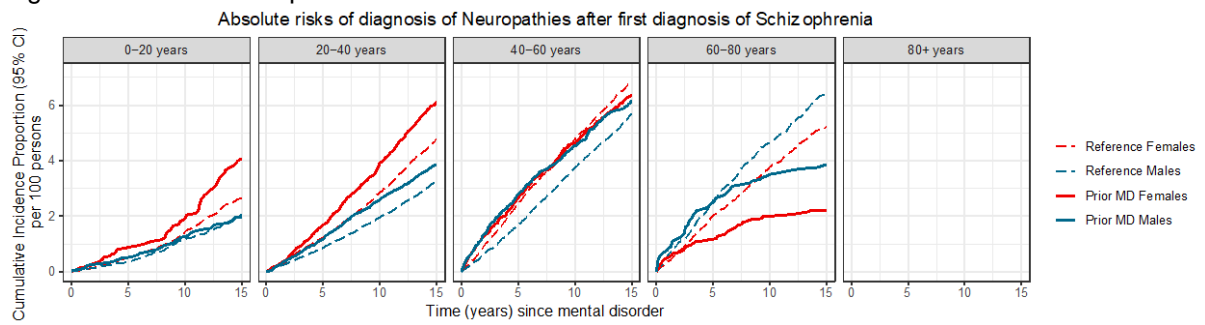 Absolute risks of diagnosis of Neuropathies after first diagnosis of Schizophrenia
Cumulative Incidence Proportion (95% CI)
per 100 persons
0−20 years
20−40 years
40−60 years
60−80 years
80+ years
6
4
2
0
0 5 10 15
0 5 10 15
0 5 10 15
0 5 10 15
0 5 10 15
Time (years) since mental disorder
Reference Females
Reference Males
Prior MD Females
Prior MD Males